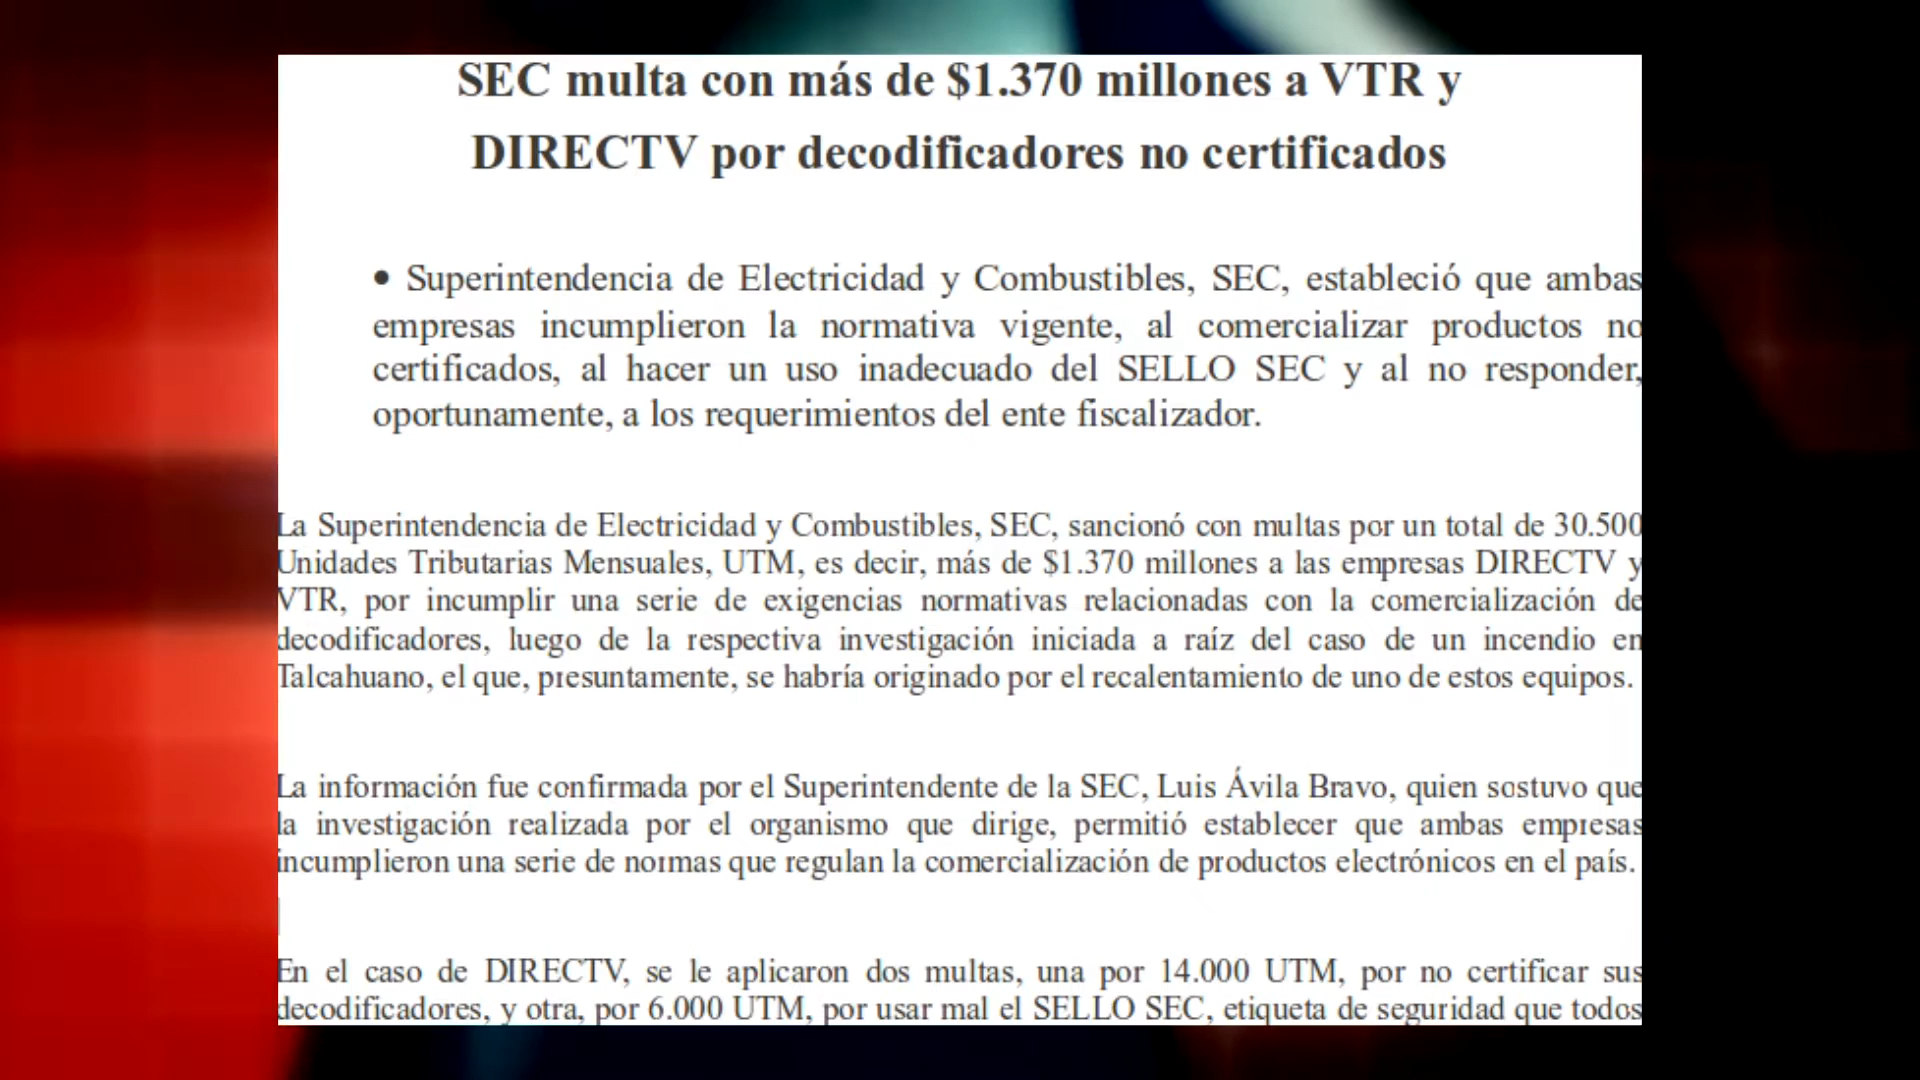 SEC multa con más de $1.370 millones a VTR y
DIRECTV por decodificadores no certificados
• Superintendencia de Electricidad y Combustibles, SEC, estableció que ambas
empresas incumplieron la normativa vigente, al comercializar productos no
certificados, al hacer un uso inadecuado del SELLO SEC y al no responder,
oportunamente, a los requerimientos del ente fiscalizador.
La Superintendencia de Electricidad y Combustibles, SEC, sancionó con multas por un total de 30.500
Unidades Tributarias Mensuales, UTM, es decir, más de $1.370 millones a las empresas DIRECTV y
VTR, por incumplir una serie de exigencias normativas relacionadas con la comercialización de
decodificadores, luego de la respectiva investigación iniciada a raíz del caso de un incendio en
Talcahuano, el que, presuntamente, se habría originado por el recalentamiento de uno de estos equipos.
La información fue confirmada por el Superintendente de la SEC, Luis Ávila Bravo, quien sostuvo que
la investigación realizada por el organismo que dirige, permitió establecer que ambas empresas
incumplieron una serie de normas que regulan la comercialización de productos electrónicos en el país.
En el caso de DIRECTV, se le aplicaron dos multas, una por 14.000 UTM, por no certificar sus
decodificadores, y otra, por 6.000 UTM, por usar mal el SELLO SEC, etiqueta de seguridad que todos